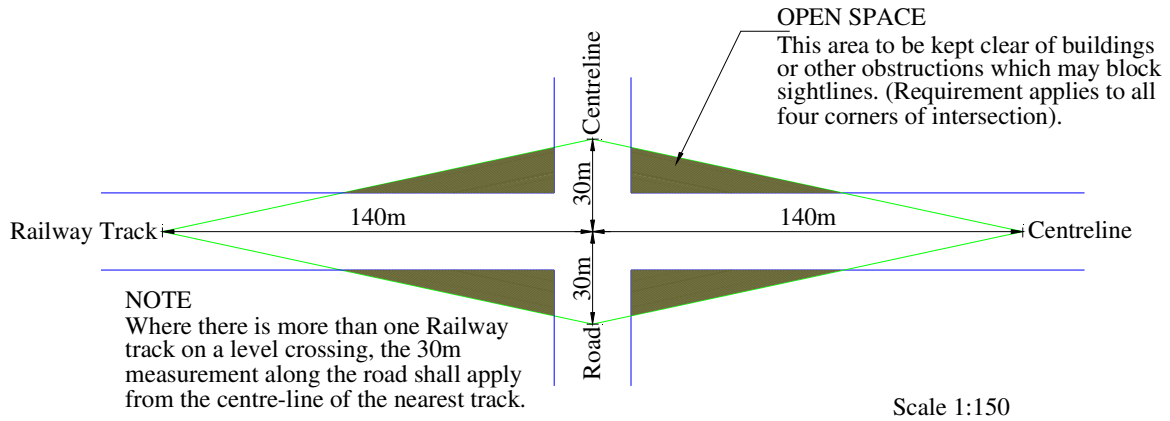 OPEN SPACE
This area to be kept clear of buildings
or other obstructions which may block
sightlines. (Requirement applies to all
four corners of intersection).
Centreline
30m
140m
140m
Railway Track
Centreline
30m
Road
NOTE
Where there is more than one Railway
track on a level crossing, the 30m
measurement along the road shall apply
from the centre-line of the nearest track.
Scale 1:150